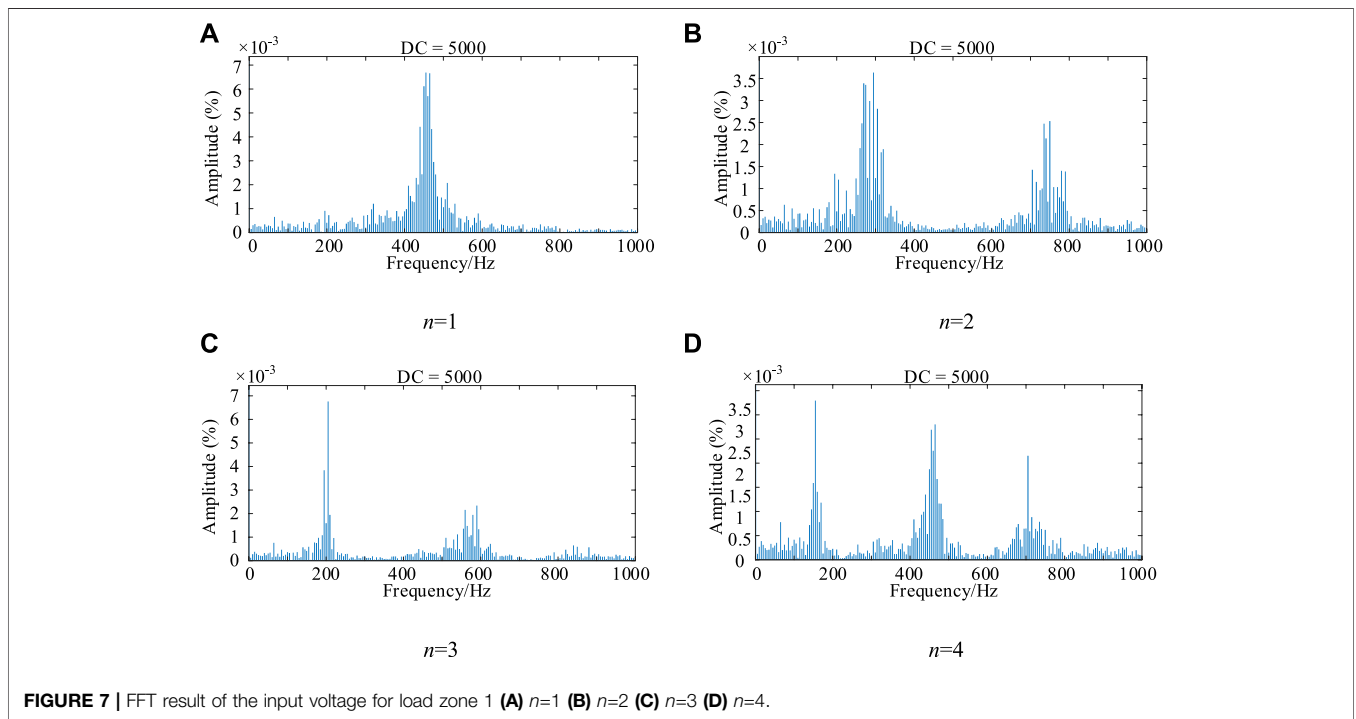 A
×10⁻³
DC = 5000
7
6
5
4
3
2
1
0
Amplitude (%)
0 200 400 600 800 1000
Frequency/Hz
n=1
B
×10⁻³
DC = 5000
3.5
3
2.5
2
1.5
1
0.5
0
Amplitude (%)
0 200 400 600 800 1000
Frequency/Hz
n=2
C
×10⁻³
DC = 5000
7
6
5
4
3
2
1
0
Amplitude (%)
0 200 400 600 800 1000
Frequency/Hz
n=3
D
×10⁻³
DC = 5000
3.5
3
2.5
2
1.5
1
0.5
0
Amplitude (%)
0 200 400 600 800 1000
Frequency/Hz
n=4
FIGURE 7 | FFT result of the input voltage for load zone 1 (A) n=1 (B) n=2 (C) n=3 (D) n=4.